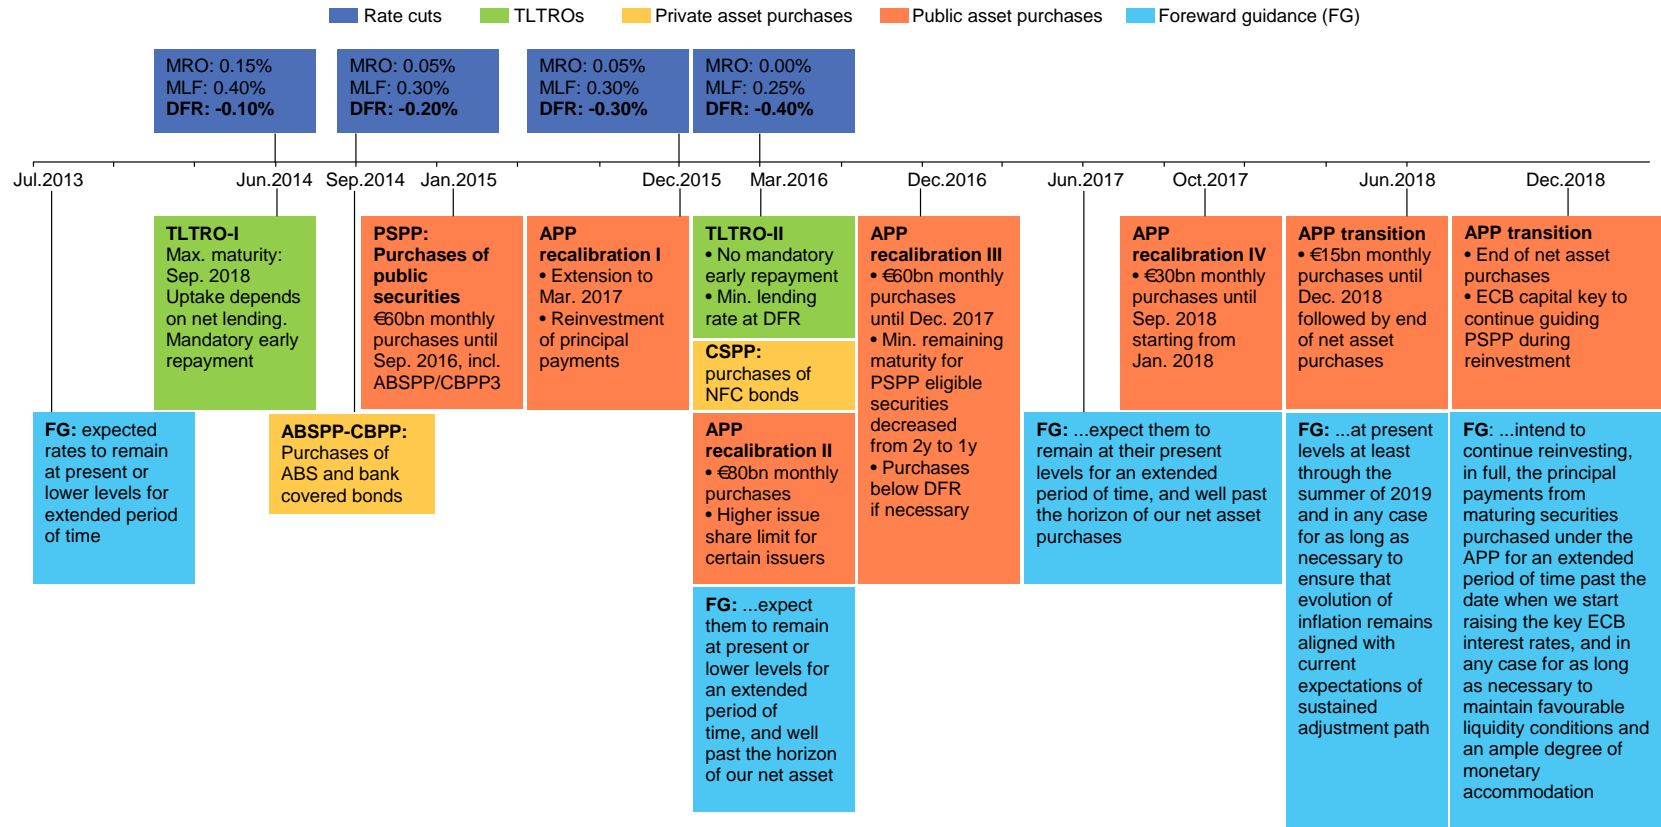 Rate cuts
TLTROs
Private asset purchases
Public asset purchases
Foreward guidance (FG)
MRO: 0.15%
MLF: 0.40%
DFR: -0.10%
MRO: 0.05%
MLF: 0.30%
DFR: -0.20%
MRO: 0.05%
MLF: 0.30%
DFR: -0.30%
MRO: 0.00%
MLF: 0.25%
DFR: -0.40%
Jul.2013
Jun.2014
Sep.2014
Jan.2015
Dec.2015
Mar.2016
Dec.2016
Jun.2017
Oct.2017
Jun.2018
Dec.2018
TLTRO-I
Max. maturity:
Sep. 2018
Uptake depends
on net lending.
Mandatory early
repayment
PSPP:
Purchases of
public
securities
€60bn monthly
purchases until
Sep. 2016, incl.
ABSPP/CBPP3
APP
recalibration I
• Extension to
Mar. 2017
• Reinvestment
of principal
payments
TLTRO-II
• No mandatory
early repayment
• Min. lending
rate at DFR
CSPP:
purchases of
NFC bonds
APP
recalibration II
• €80bn monthly
purchases
• Higher issue
share limit for
certain issuers
APP
recalibration III
• €60bn monthly
purchases
until Dec. 2017
• Min. remaining
maturity for
PSPP eligible
securities
decreased
from 2y to 1y
• Purchases
below DFR
if necessary
APP
recalibration IV
• €30bn monthly
purchases until
Sep. 2018
starting from
Jan. 2018
APP transition
• €15bn monthly
purchases until
Dec. 2018
followed by end
of net asset
purchases
APP transition
• End of net asset
purchases
• ECB capital key to
continue guiding
PSPP during
reinvestment
FG: expected
rates to remain
at present or
lower levels for
extended period
of time
ABSPP-CBPP:
Purchases of
ABS and bank
covered bonds
FG: ...expect
them to remain
at present or
lower levels for
an extended
period of
time, and well
past the horizon
of our net asset
FG: ...expect them to
remain at their present
levels for an extended
period of time, and well past
the horizon of our net asset
purchases
FG: ...at present
levels at least
through the
summer of 2019
and in any case
for as long as
necessary to
ensure that
evolution of
inflation remains
aligned with
current
expectations of
sustained
adjustment path
FG: ...intend to
continue reinvesting,
in full, the principal
payments from
maturing securities
purchased under the
APP for an extended
period of time past the
date when we start
raising the key ECB
interest rates, and in
any case for as long
as necessary to
maintain favourable
liquidity conditions and
an ample degree of
monetary
accommodation